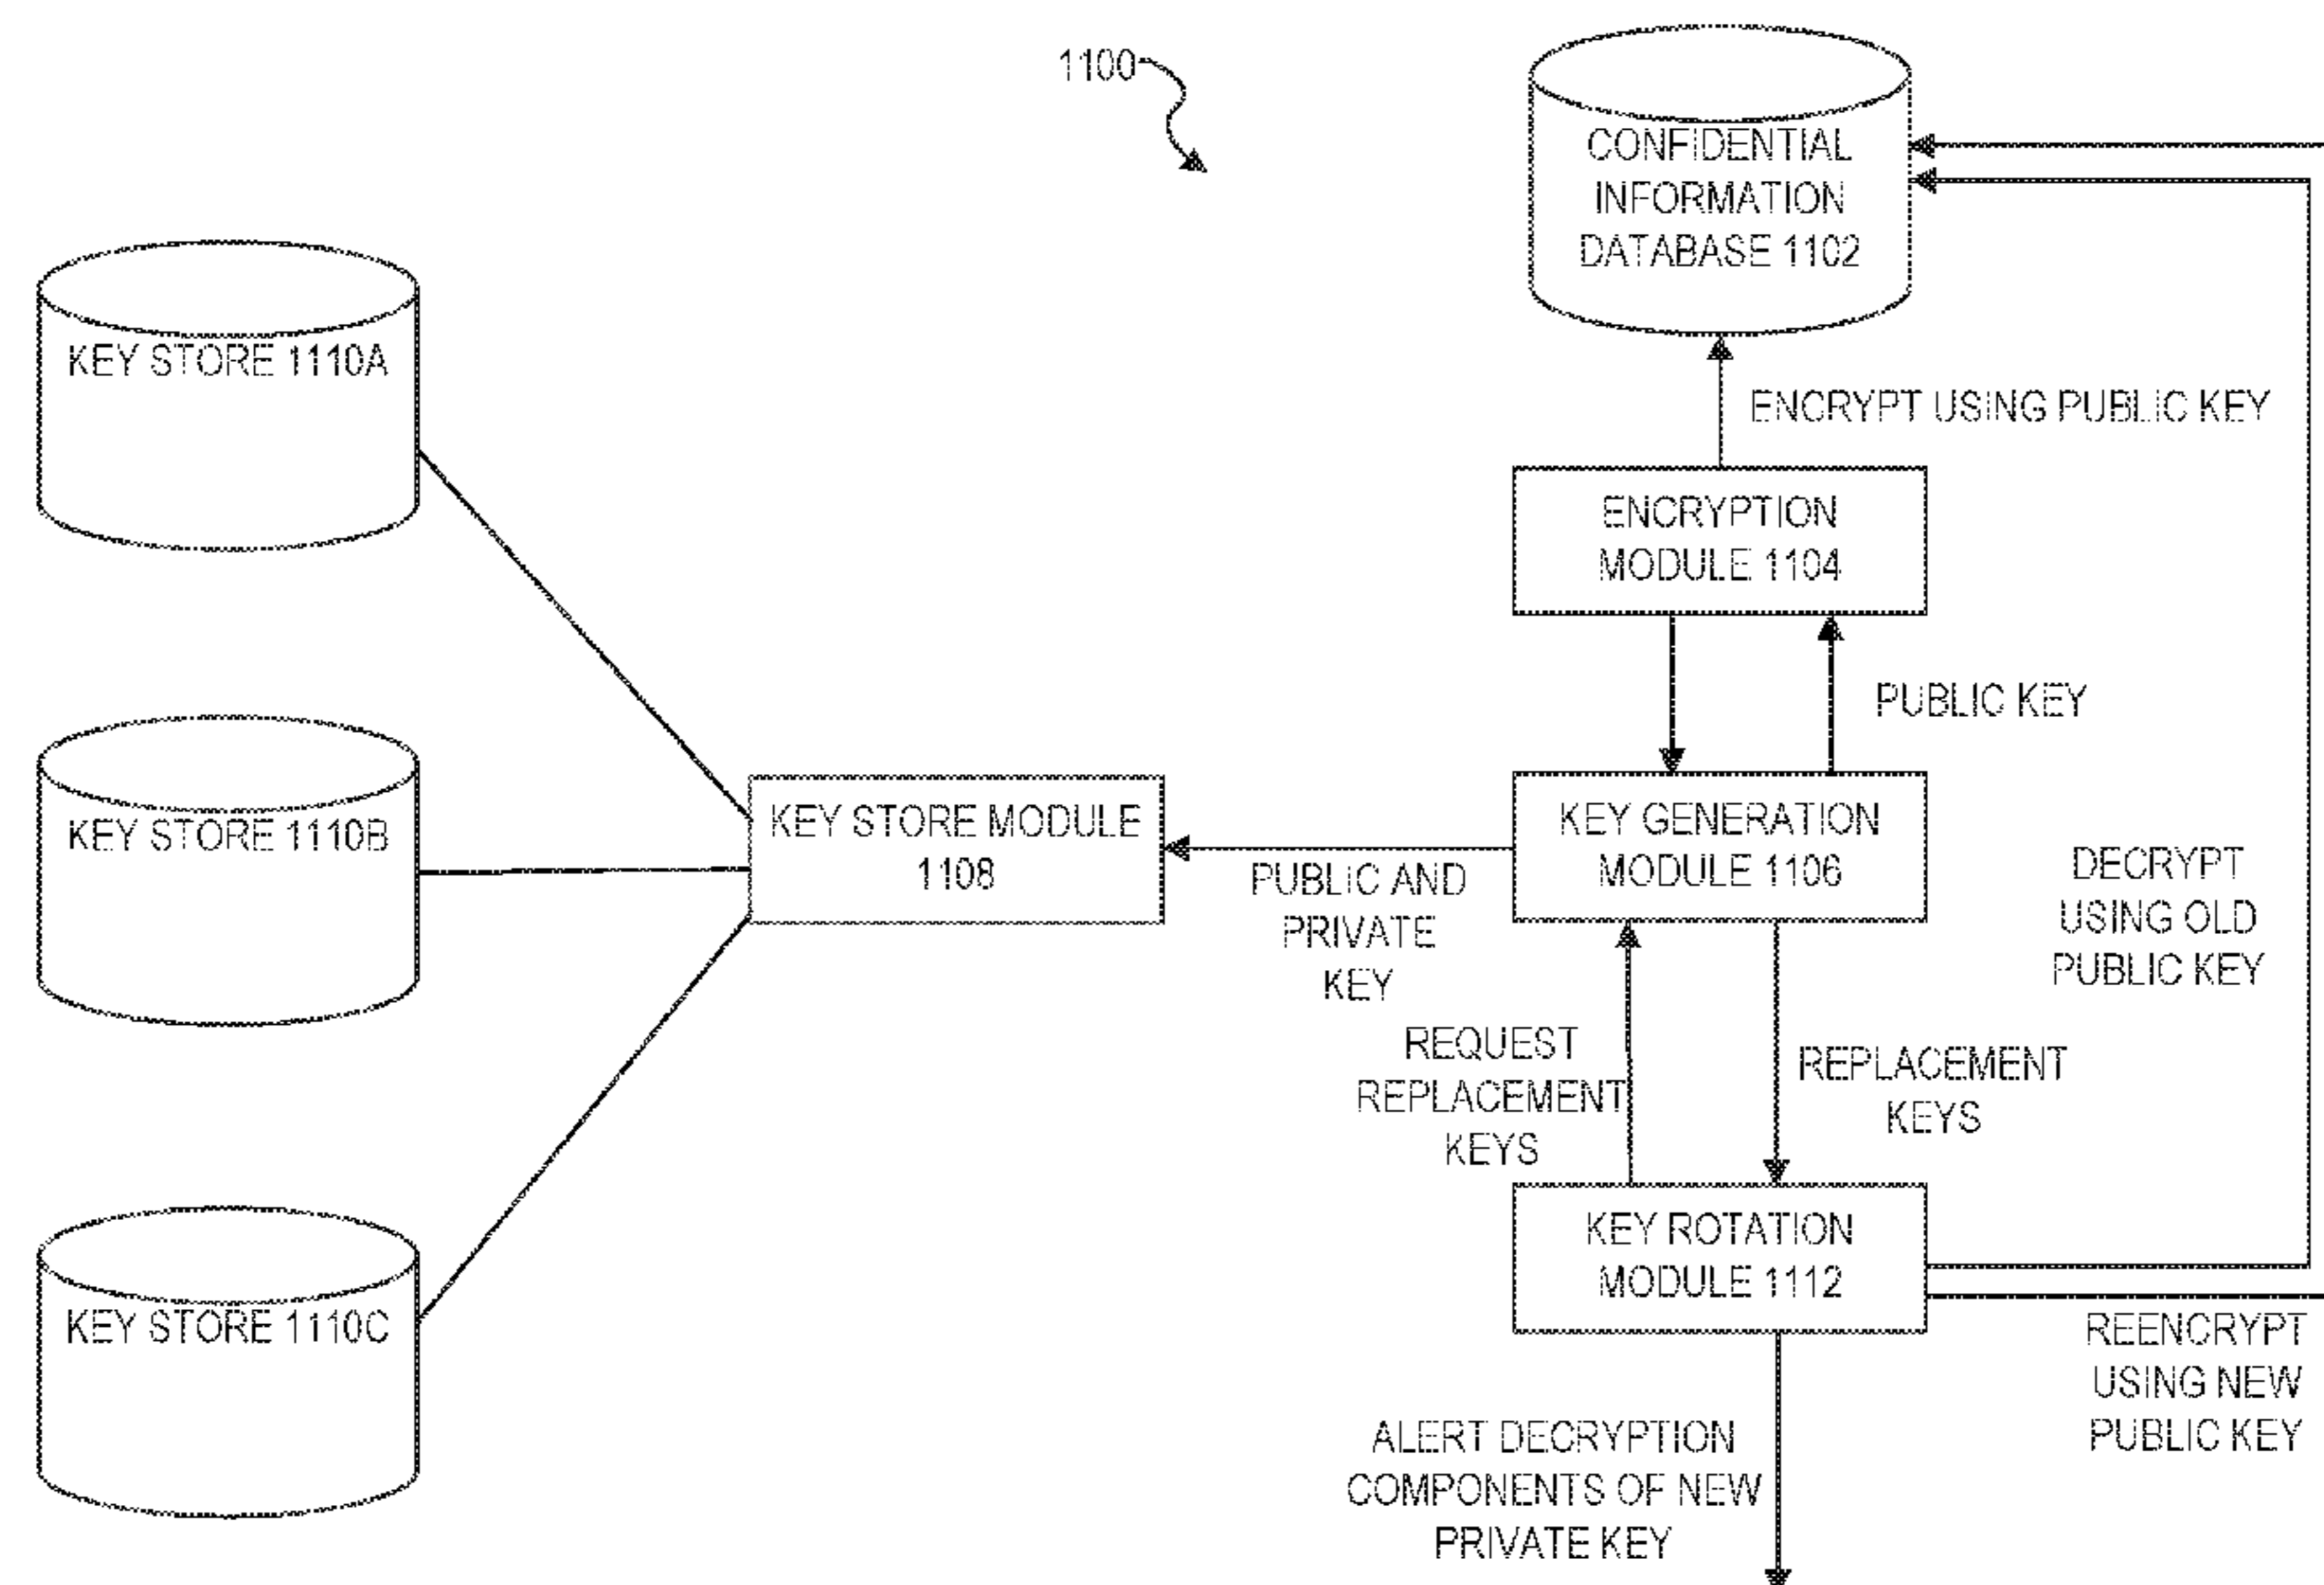 1100
CONFIDENTIAL
INFORMATION
DATABASE 1102
KEY STORE 1110A
ENCRYPT USING PUBLIC KEY
ENCRYPTION
MODULE 1104
PUBLIC KEY
KEY STORE 1110B
KEY STORE MODULE
1108
KEY GENERATION
MODULE 1106
PUBLIC AND
PRIVATE
KEY
DECRYPT
USING OLD
PUBLIC KEY
REQUEST
REPLACEMENT
KEYS
REPLACEMENT
KEYS
KEY STORE 1110C
KEY ROTATION
MODULE 1112
REENCRYPT
USING NEW
PUBLIC KEY
ALERT DECRYPTION
COMPONENTS OF NEW
PRIVATE KEY